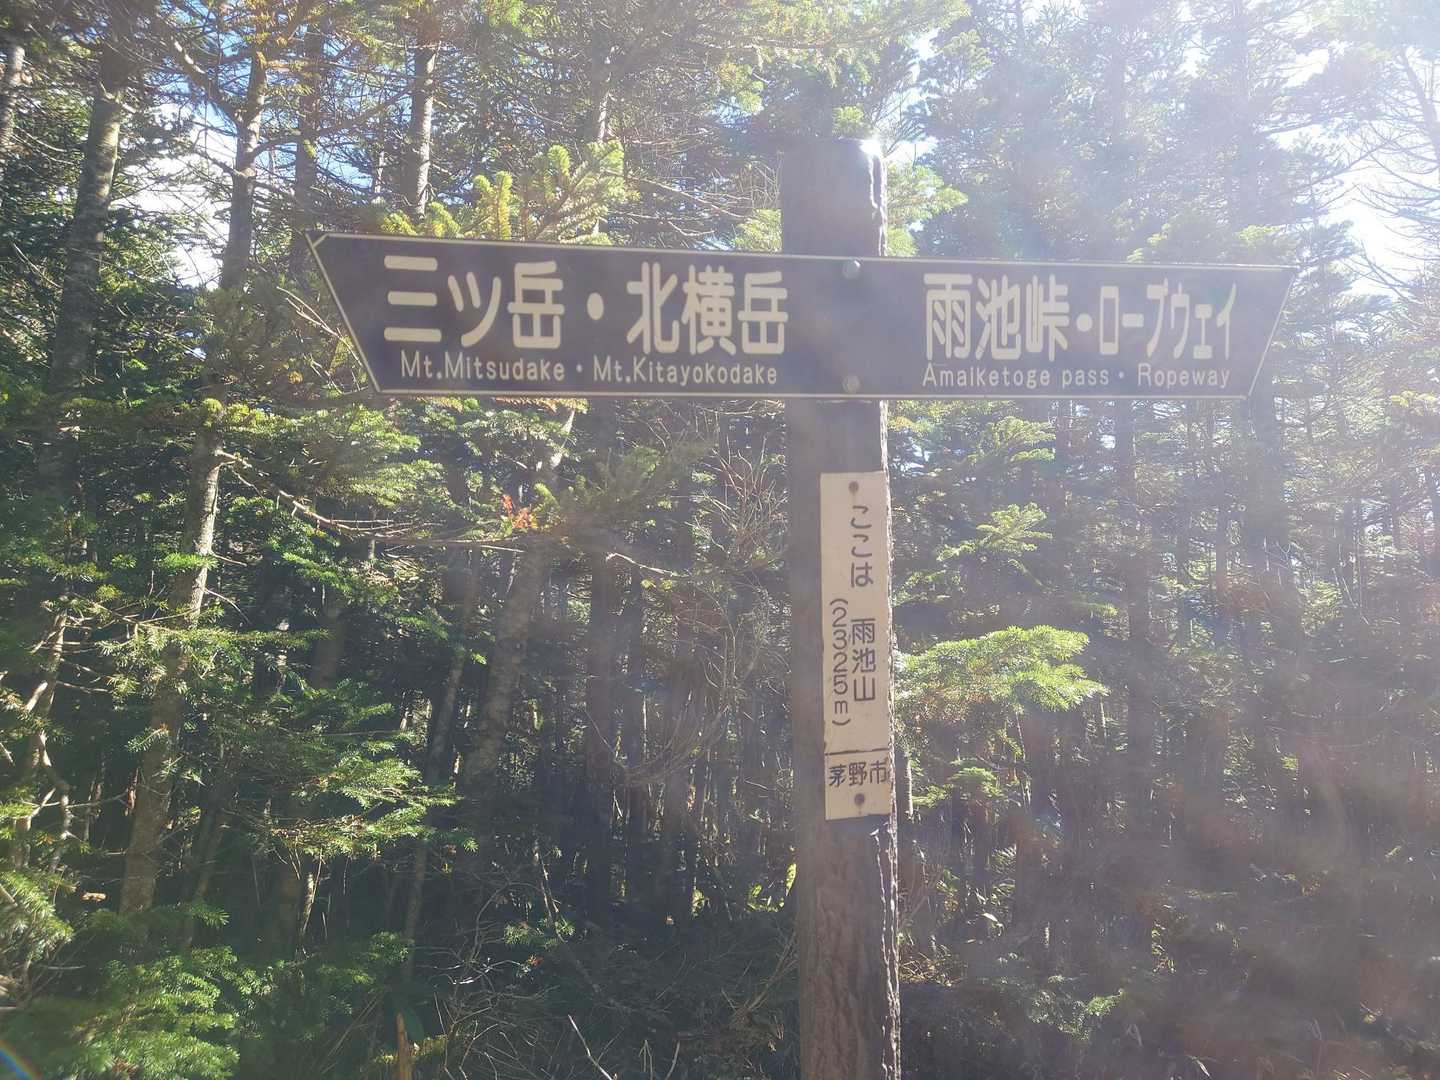 三ツ岳・北横岳
Mt.Mitsudake・Mt.Kitayokodake
雨池峠・ロープウェイ
Amaiketoge pass・Ropeway
ここは 雨池山
(2325m)
茅野市